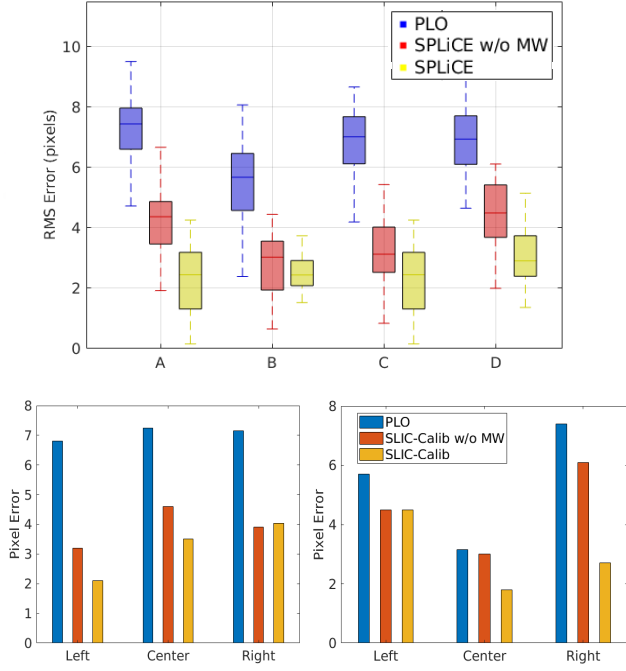 PLO
SPLiCE w/o MW
SPLiCE
RMS Error (pixels)
10
8
6
4
2
0
A B C D
8
7
6
5
4
3
2
1
0
Pixel Error
Left Center Right
PLO
SLIC-Calib w/o MW
SLIC-Calib
8
6
4
2
0
Pixel Error
Left Center Right